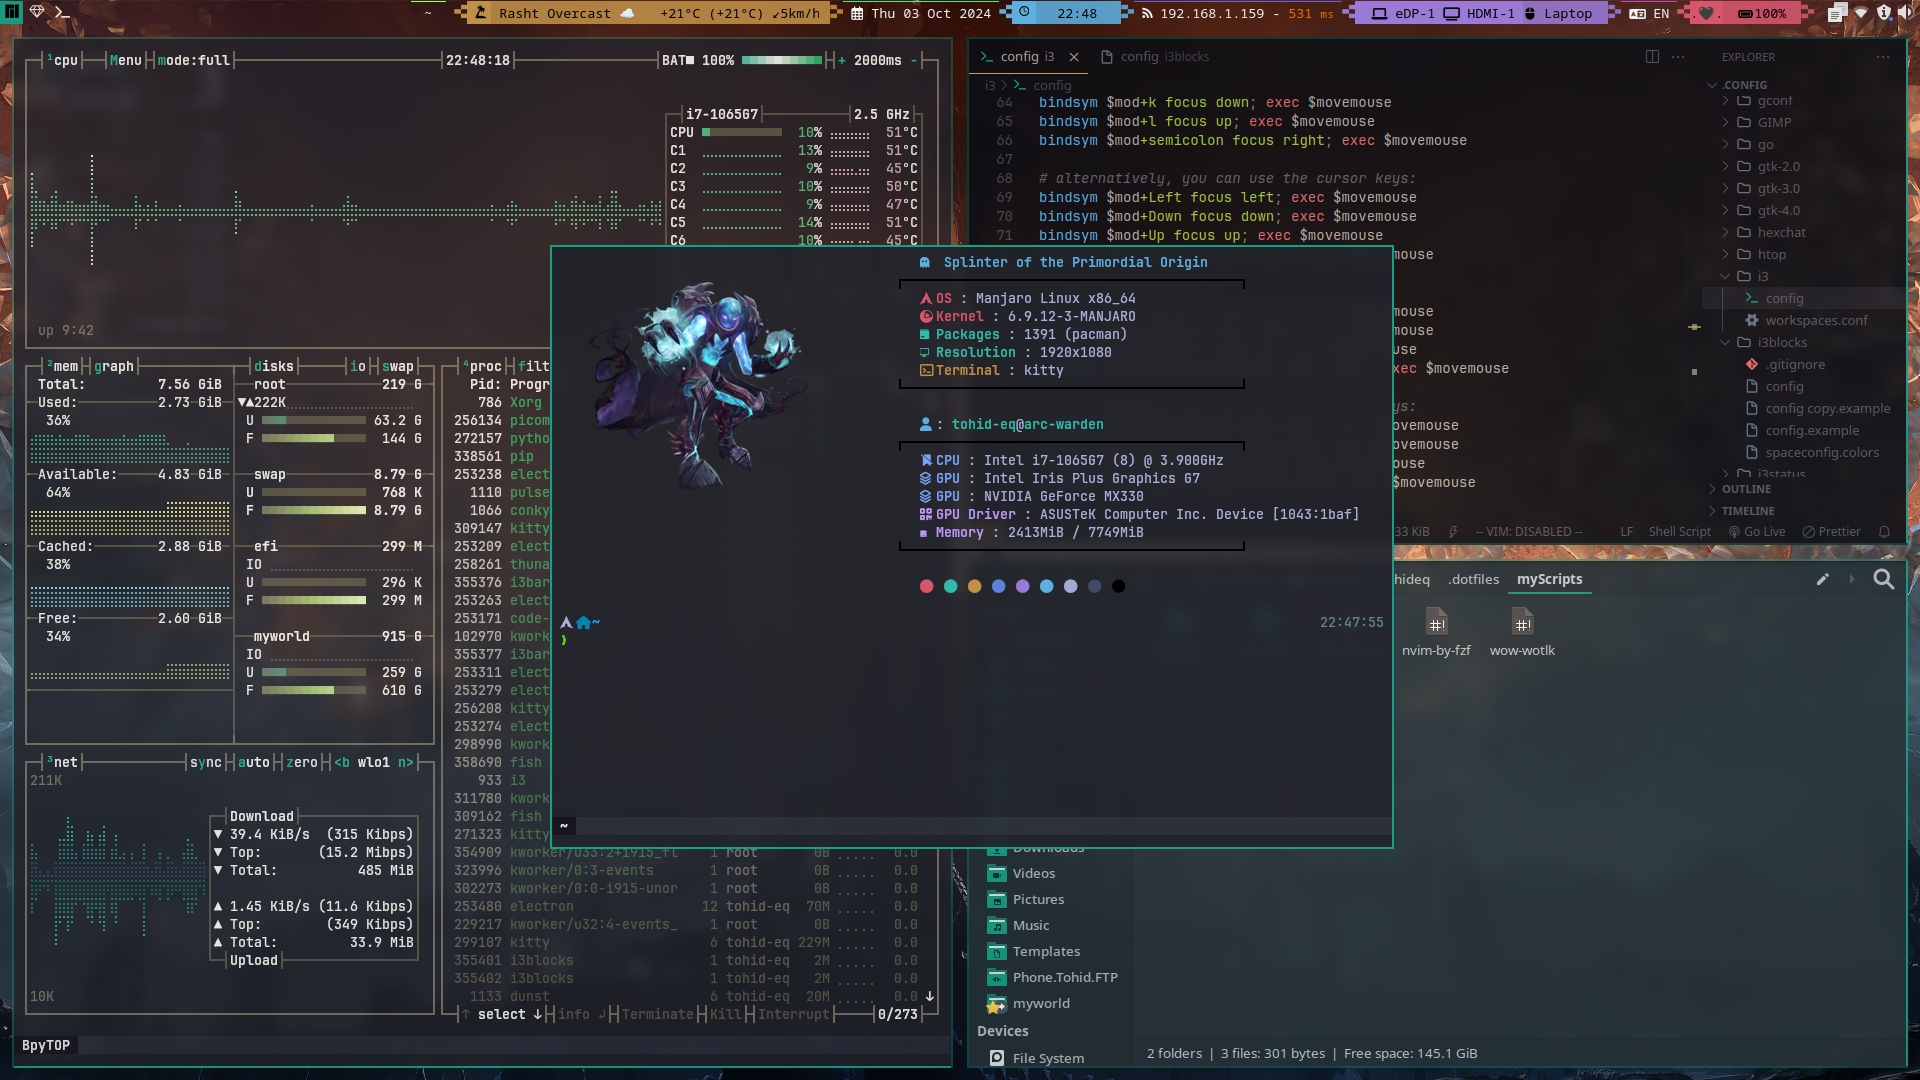 ~
Rasht Overcast ☁ +21°C (+21°C) ↙5km/h
Thu 03 Oct 2024
22:48
192.168.1.159 - 531 ms
eDP-1 HDMI-1 Laptop
EN
100%
¹cpu Menu mode:full
22:48:18
BAT■ 100% + 2000ms -
i7-1065G7 2.5 GHz
CPU 10% 51°C
C1 13% 51°C
C2 9% 45°C
C3 10% 50°C
C4 9% 47°C
C5 14% 51°C
C6 10% 45°C
up 9:42
²mem graph
Total: 7.56 GiB
Used: 2.73 GiB
36%
Available: 4.83 GiB
64%
Cached: 2.88 GiB
38%
Free: 2.60 GiB
34%
disks io swap
root 219 G
▼▲222K
U 63.2 G
F 144 G
swap 8.79 G
U 768 K
F 8.79 G
efi 299 M
IO
U 296 K
F 299 M
myworld 915 G
IO
U 259 G
F 610 G
³net sync auto zero <b wlo1 n>
211K
Download
▼ 39.4 KiB/s (315 Kibps)
▼ Top: (15.2 Mibps)
▼ Total: 485 MiB
▲ 1.45 KiB/s (11.6 Kibps)
▲ Top: (349 Kibps)
▲ Total: 33.9 MiB
Upload
10K
⁴proc filt
Pid: Progr
786 Xorg
256134 picom
272157 pytho
338561 pip
253238 elect
1110 pulse
1066 conky
309147 kitty
253209 elect
258261 thuna
355376 i3bar
253263 elect
253171 code-
102970 kwork
355377 i3bar
253311 elect
253279 elect
256208 kitty
253274 elect
298990 kwork
358690 fish
933 i3
311780 kwork
309162 fish
271323 kitty
354909 kworker/u33:2+i915_fl 1 root 0B 0.0
323996 kworker/0:3-events 1 root 0B 0.0
302273 kworker/0:0-i915-unor 1 root 0B 0.0
253480 electron 12 tohid-eq 70M 0.0
229217 kworker/u32:4-events_ 1 root 0B 0.0
299107 kitty 6 tohid-eq 229M 0.0
355401 i3blocks 1 tohid-eq 2M 0.0
355402 i3blocks 1 tohid-eq 2M 0.0
1133 dunst 6 tohid-eq 20M 0.0 ↓
↑ select ↓ info ↲ Terminate Kill Interrupt 0/273
BpyTOP
Splinter of the Primordial Origin
OS : Manjaro Linux x86_64
Kernel : 6.9.12-3-MANJARO
Packages : 1391 (pacman)
Resolution : 1920x1080
Terminal : kitty
: tohid-eq@arc-warden
CPU : Intel i7-1065G7 (8) @ 3.900GHz
GPU : Intel Iris Plus Graphics G7
GPU : NVIDIA GeForce MX330
GPU Driver : ASUSTeK Computer Inc. Device [1043:1baf]
Memory : 2413MiB / 7749MiB
~ 22:47:55
❯
~
config i3 × config i3blocks
i3 > config
64 bindsym $mod+k focus down; exec $movemouse
65 bindsym $mod+l focus up; exec $movemouse
66 bindsym $mod+semicolon focus right; exec $movemouse
67
68 # alternatively, you can use the cursor keys:
69 bindsym $mod+Left focus left; exec $movemouse
70 bindsym $mod+Down focus down; exec $movemouse
71 bindsym $mod+Up focus up; exec $movemouse
mouse
mouse
mouse
use
xec $movemouse
ys:
vemouse
vemouse
ouse
$movemouse
33 KiB -- VIM: DISABLED -- LF Shell Script Go Live Prettier
EXPLORER
.CONFIG
gconf
GIMP
go
gtk-2.0
gtk-3.0
gtk-4.0
hexchat
htop
i3
config
workspaces.conf
i3blocks
.gitignore
config
config copy.example
config.example
spaceconfig.colors
i3status
OUTLINE
TIMELINE
hideq .dotfiles myScripts
nvim-by-fzf wow-wotlk
Downloads
Videos
Pictures
Music
Templates
Phone.Tohid.FTP
myworld
Devices
File System
2 folders | 3 files: 301 bytes | Free space: 145.1 GiB